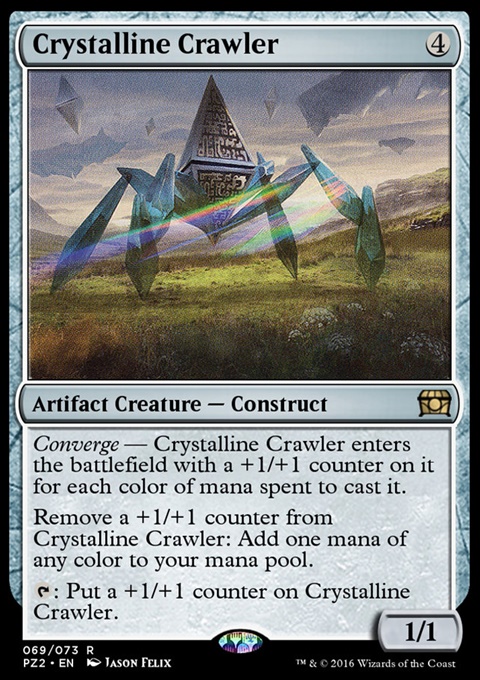 Crystalline Crawler 4
Artifact Creature — Construct
Converge — Crystalline Crawler enters
the battlefield with a +1/+1 counter on it
for each color of mana spent to cast it.
Remove a +1/+1 counter from
Crystalline Crawler: Add one mana of
any color to your mana pool.
: Put a +1/+1 counter on Crystalline
Crawler.
1/1
069/073 R
PZ2 • EN JASON FELIX
™ & © 2016 Wizards of the Coast